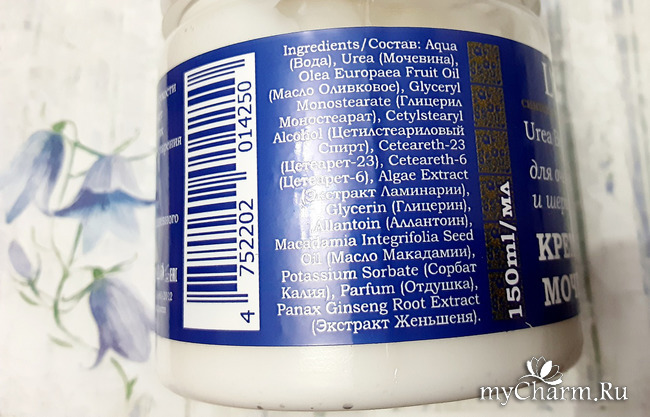 Ingredients/Состав: Aqua
(Вода), Urea (Мочевина),
Olea Europaea Fruit Oil
(Масло Оливковое), Glyceryl
Monostearate (Глицерил
Моностеарат), Cetylstearyl
Alcohol (Цетилстеариловый
Спирт), Ceteareth-23
(Цетеарет-23), Ceteareth-6
(Цетеарет-6), Algae Extract
(Экстракт Ламинарии),
Glycerin (Глицерин),
Allantoin (Аллантоин),
Macadamia Integrifolia Seed
Oil (Масло Макадамии),
Potassium Sorbate (Сорбат
Калия), Parfum (Отдушка),
Panax Ginseng Root Extract
(Экстракт Женьшеня).
4 752202 014250
150ml/мл
Urea
для
и
myCharm.Ru